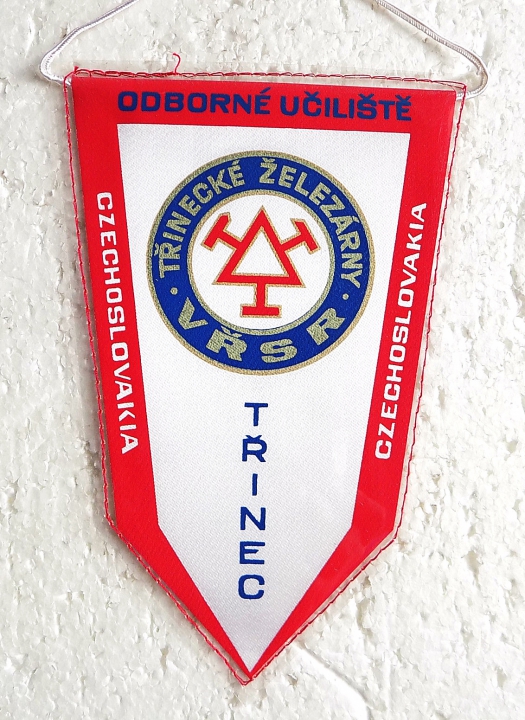 ODBORNÉ UČILIŠTĚ
CZECHOSLOVAKIA
TŘINECKÉ ŽELEZÁRNY
· VŘSR ·
CZECHOSLOVAKIA
TŘINEC